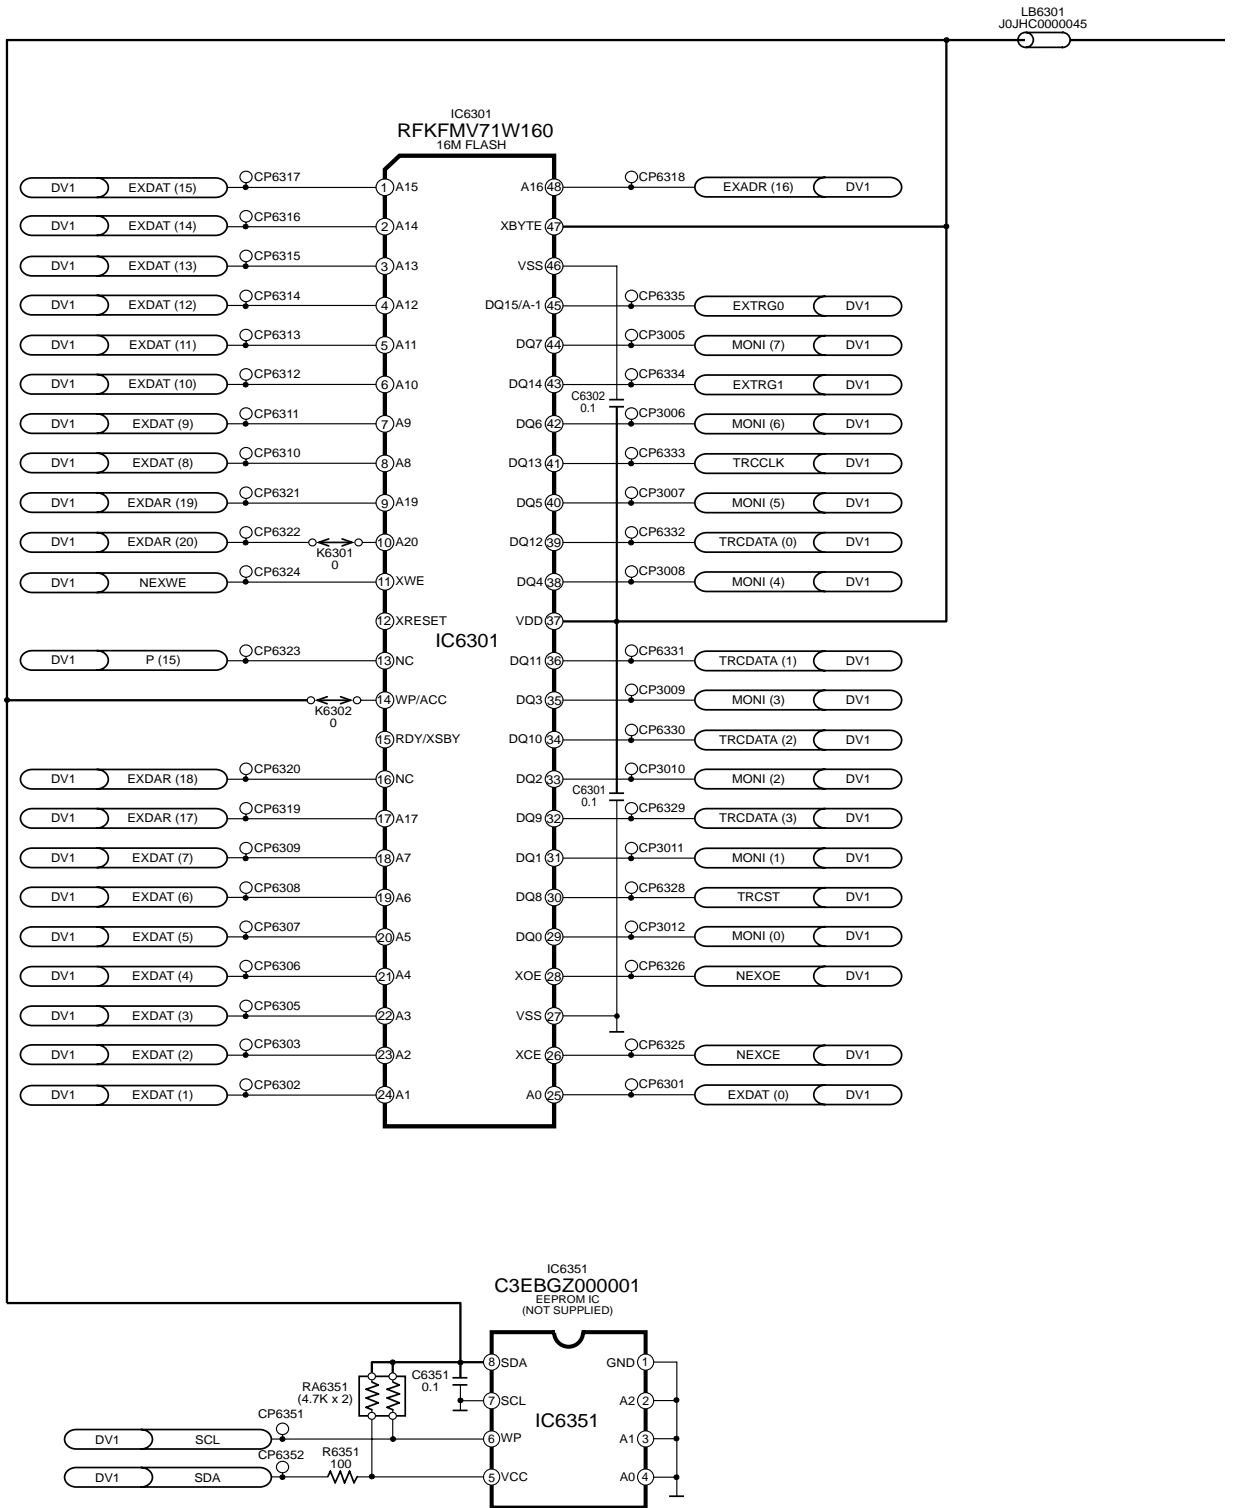 LB6301
J0JHC0000045
IC6301
RFKFMV71W160
16M FLASH
DV1 EXDAT (15) CP6317 1 A15 A16 48 CP6318 EXADR (16) DV1
DV1 EXDAT (14) CP6316 2 A14 XBYTE 47
DV1 EXDAT (13) CP6315 3 A13 VSS 46
DV1 EXDAT (12) CP6314 4 A12 DQ15/A-1 45 CP6335 EXTRG0 DV1
DV1 EXDAT (11) CP6313 5 A11 DQ7 44 CP3005 MONI (7) DV1
DV1 EXDAT (10) CP6312 6 A10 DQ14 43 CP6334 EXTRG1 DV1
C6302
0.1
DV1 EXDAT (9) CP6311 7 A9 DQ6 42 CP3006 MONI (6) DV1
DV1 EXDAT (8) CP6310 8 A8 DQ13 41 CP6333 TRCCLK DV1
DV1 EXDAR (19) CP6321 9 A19 DQ5 40 CP3007 MONI (5) DV1
DV1 EXDAR (20) CP6322 10 A20 DQ12 39 CP6332 TRCDATA (0) DV1
K6301
0
DV1 NEXWE CP6324 11 XWE DQ4 38 CP3008 MONI (4) DV1
12 XRESET VDD 37
IC6301
DV1 P (15) CP6323 13 NC DQ11 36 CP6331 TRCDATA (1) DV1
14 WP/ACC DQ3 35 CP3009 MONI (3) DV1
K6302
0
15 RDY/XSBY DQ10 34 CP6330 TRCDATA (2) DV1
DV1 EXDAR (18) CP6320 16 NC DQ2 33 CP3010 MONI (2) DV1
C6301
0.1
DV1 EXDAR (17) CP6319 17 A17 DQ9 32 CP6329 TRCDATA (3) DV1
DV1 EXDAT (7) CP6309 18 A7 DQ1 31 CP3011 MONI (1) DV1
DV1 EXDAT (6) CP6308 19 A6 DQ8 30 CP6328 TRCST DV1
DV1 EXDAT (5) CP6307 20 A5 DQ0 29 CP3012 MONI (0) DV1
DV1 EXDAT (4) CP6306 21 A4 XOE 28 CP6326 NEXOE DV1
DV1 EXDAT (3) CP6305 22 A3 VSS 27
DV1 EXDAT (2) CP6303 23 A2 XCE 26 CP6325 NEXCE DV1
DV1 EXDAT (1) CP6302 24 A1 A0 25 CP6301 EXDAT (0) DV1
IC6351
C3EBGZ000001
EEPROM IC
(NOT SUPPLIED)
8 SDA GND 1
RA6351
(4.7K x 2)
C6351
0.1
7 SCL A2 2
IC6351
DV1 SCL CP6351 6 WP A1 3
DV1 SDA CP6352 R6351 100 5 VCC A0 4